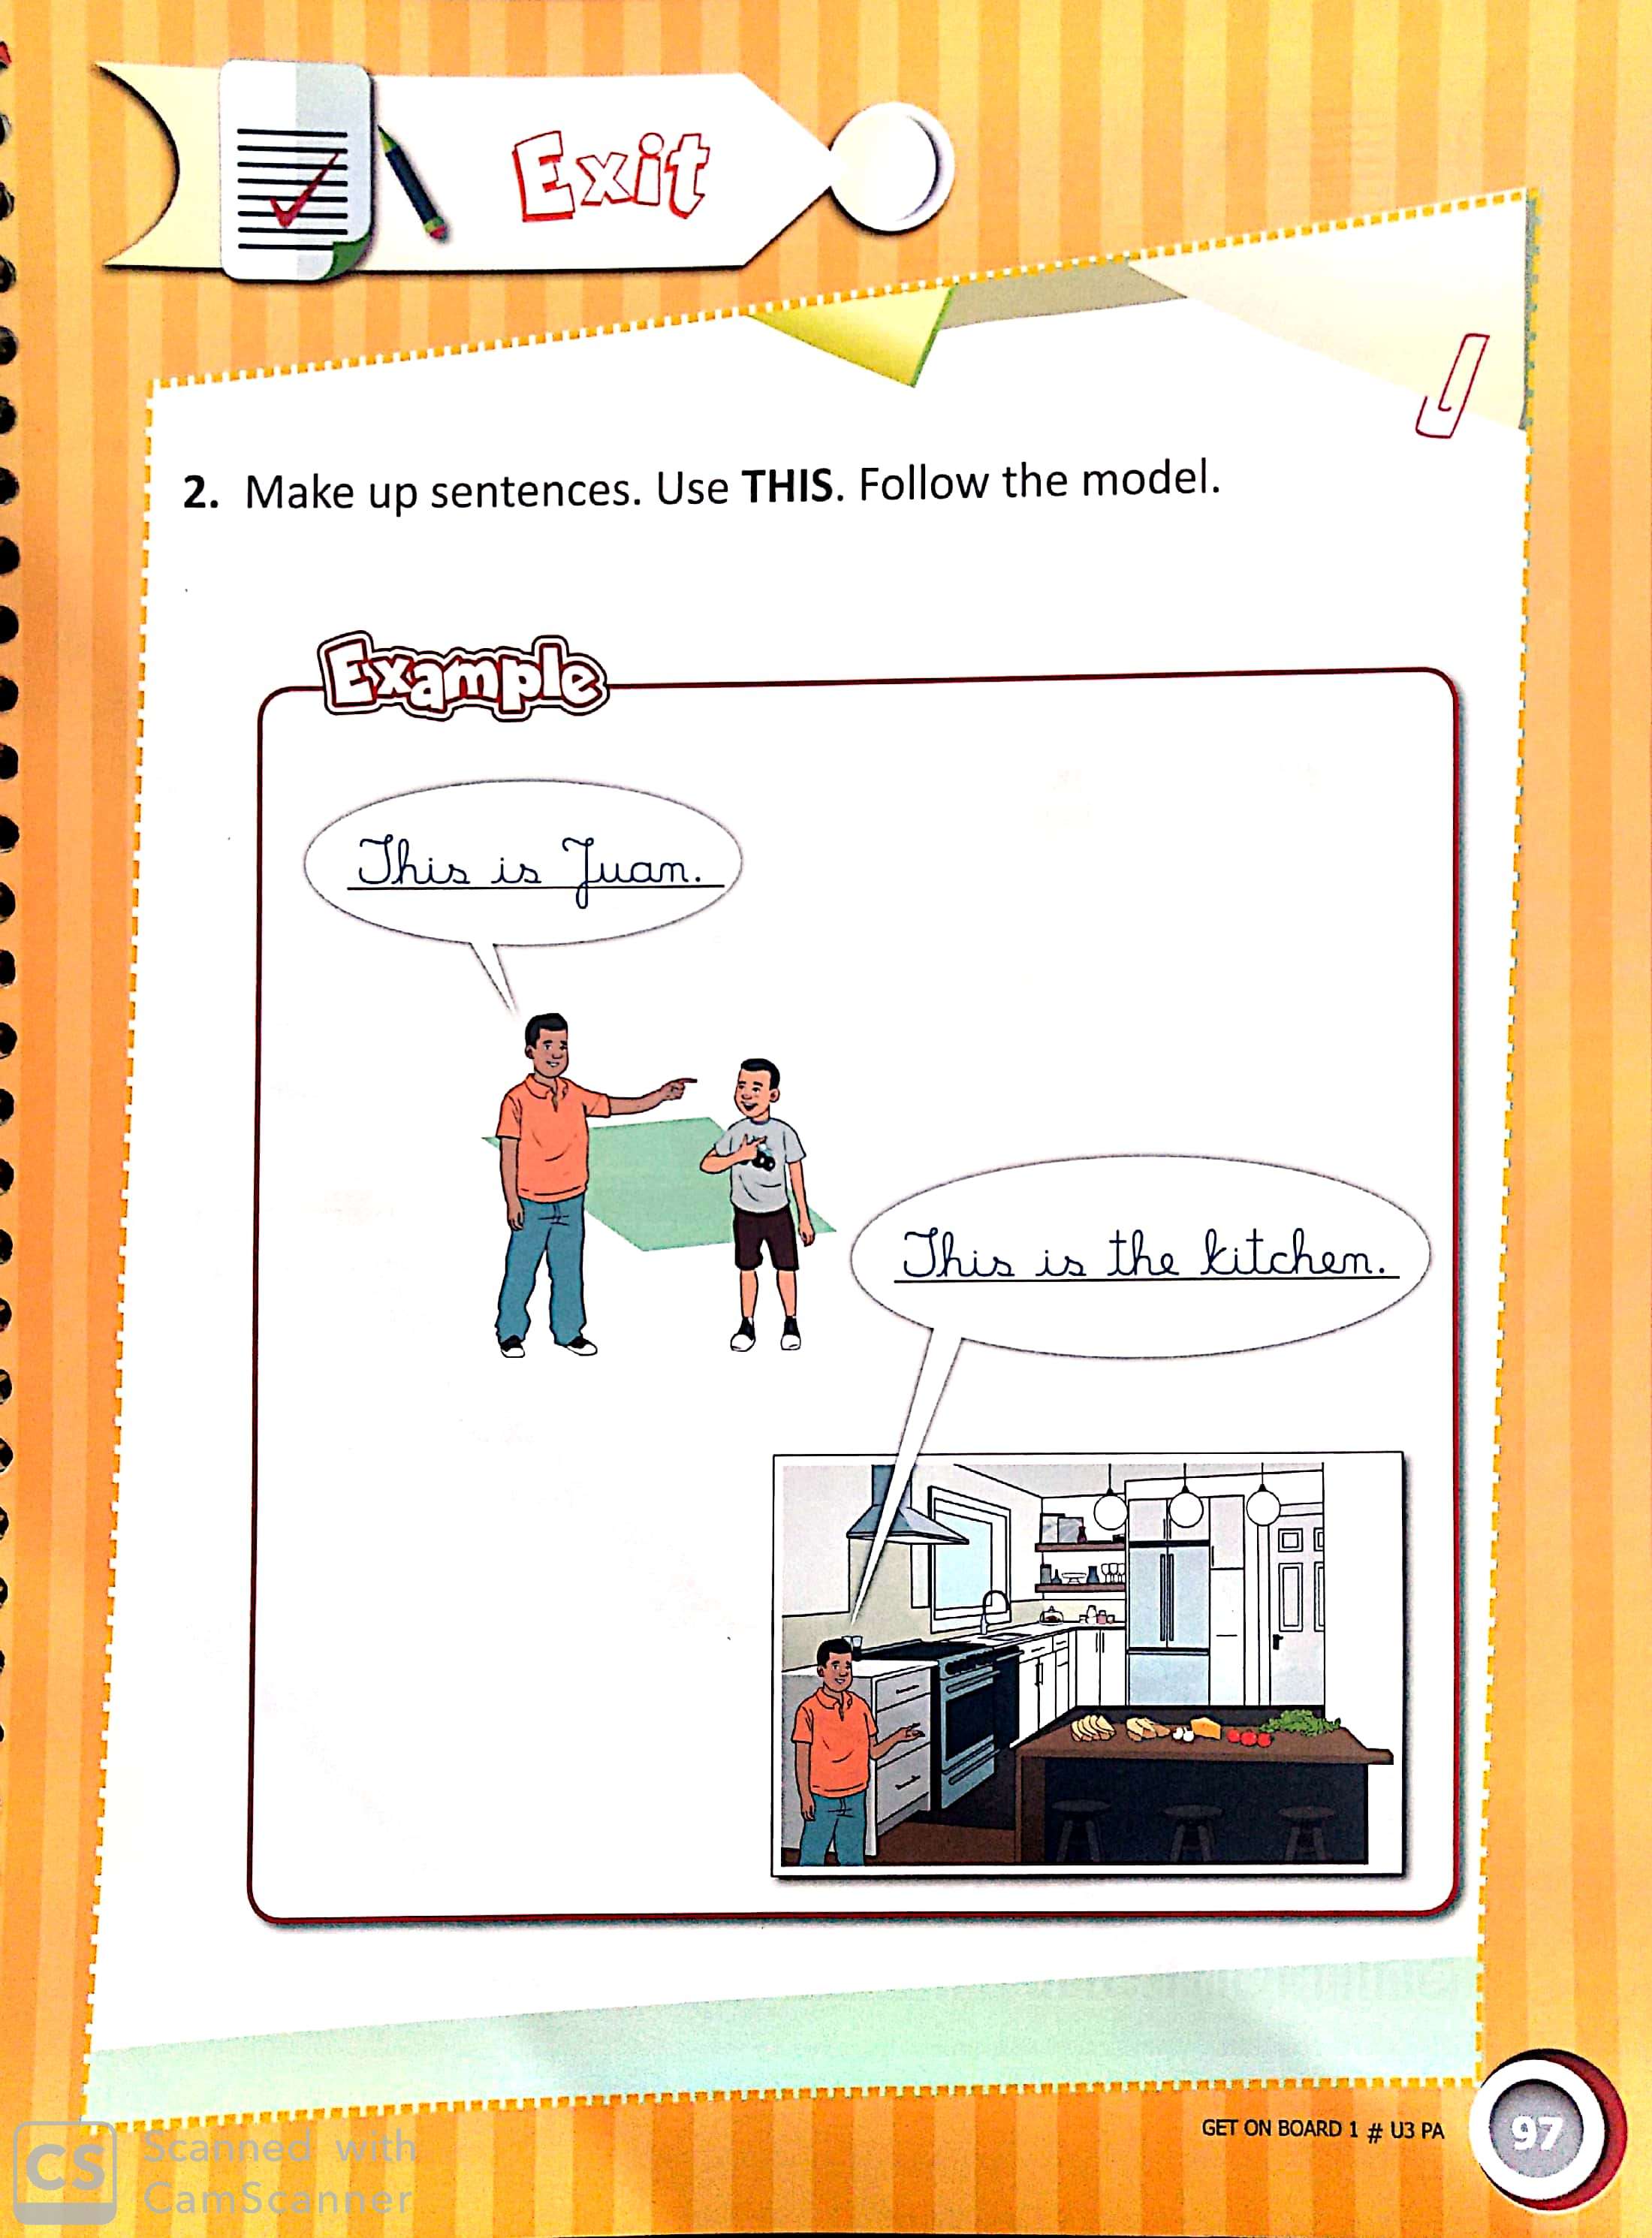 Exit
2. Make up sentences. Use THIS. Follow the model.
Example
This is Juan.
This is the kitchen.
GET ON BOARD 1 # U3 PA
97
CS Scanned with
CamScanner